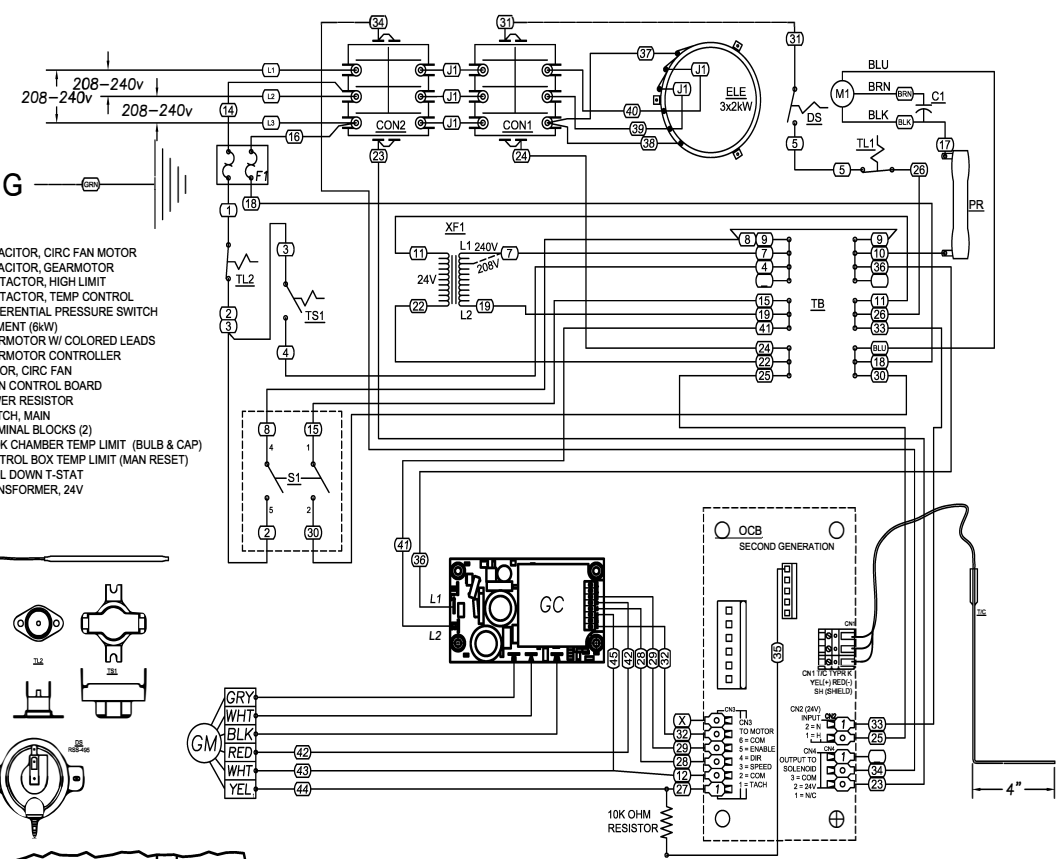 34
31
L1
J1
J1
37
31
208–240v
L2
J1
J1
BLU
208–240v
J1
J1
ELE
3x2kW
M1
BRN
BRN
C1
208–240v
14
L3
J1
CON2
CON1
40
39
38
DS
BLK
BLK
16
23
24
5
TL1
17
G
GRN
F1
5
26
1
18
PR
XF1
3
11
L1 240V
208V
7
8
9
9
7
10
24V
4
36
TL2
TS1
22
L2
19
15
11
2
19
TB
26
3
41
33
4
24
BLU
22
18
25
30
ACITOR, CIRC FAN MOTOR
ACITOR, GEARMOTOR
TACTOR, HIGH LIMIT
TACTOR, TEMP CONTROL
ERENTIAL PRESSURE SWITCH
MENT (6kW)
RMOTOR W/ COLORED LEADS
RMOTOR CONTROLLER
OR, CIRC FAN
N CONTROL BOARD
ER RESISTOR
TCH, MAIN
MINAL BLOCKS (2)
K CHAMBER TEMP LIMIT (BULB & CAP)
TROL BOX TEMP LIMIT (MAN RESET)
L DOWN T-STAT
NSFORMER, 24V
8
15
4
1
S1
5
2
2
30
41
36
L1
L2
GC
45
42
28
29
32
OCB
SECOND GENERATION
35
CN1
CN1 T/C TYPR K
YEL(+) RED(-)
SH (SHIELD)
T/C
TL2
TS1
DS
RSS-495
GM
GRY
WHT
BLK
RED
42
WHT
43
YEL
44
X
32
29
28
12
27
1
CN3
CN3
TO MOTOR
6 = COM
5 = ENABLE
4 = DIR
3 = SPEED
2 = COM
1 = TACH
CN2 (24V)
INPUT
2 = N
1 = H
CN2
1
33
25
CN4
OUTPUT TO
SOLENOID
3 = COM
2 = 24V
1 = N/C
CN4
1
34
23
10K OHM
RESISTOR
4"